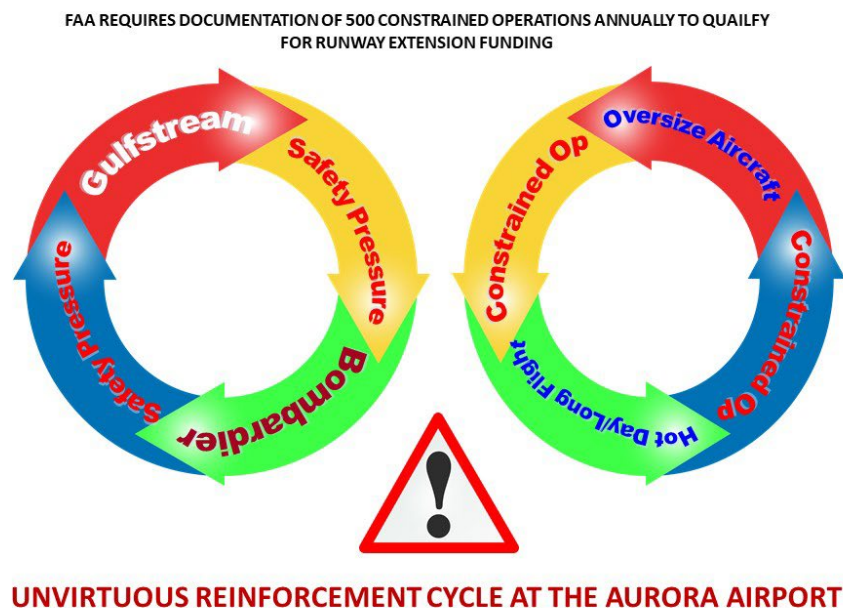 FAA REQUIRES DOCUMENTATION OF 500 CONSTRAINED OPERATIONS ANNUALLY TO QUAILFY
FOR RUNWAY EXTENSION FUNDING
Gulfstream
Safety Pressure
Bombardier
Safety Pressure
Oversize Aircraft
Constrained Op
Hot Day/Long Flight
Constrained Op
UNVIRTUOUS REINFORCEMENT CYCLE AT THE AURORA AIRPORT